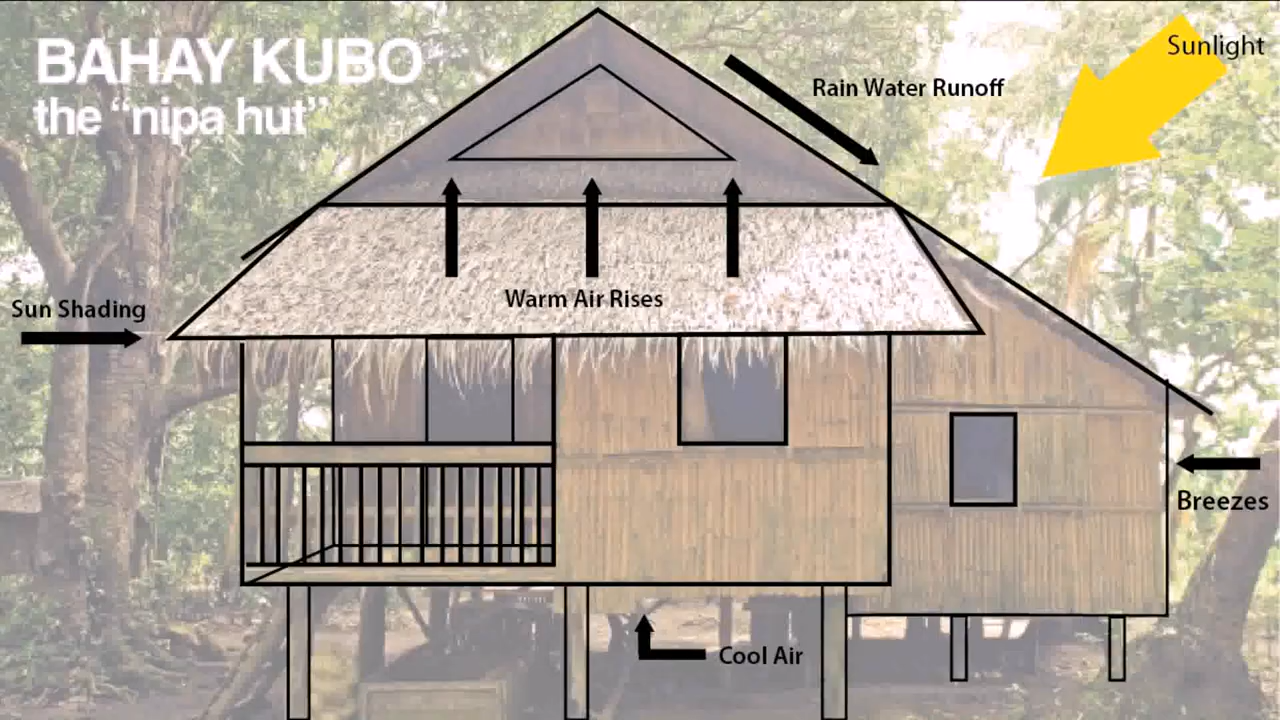 BAHAY KUBO
the “nipa hut”
Sunlight
Rain Water Runoff
Warm Air Rises
Sun Shading
Breezes
Cool Air